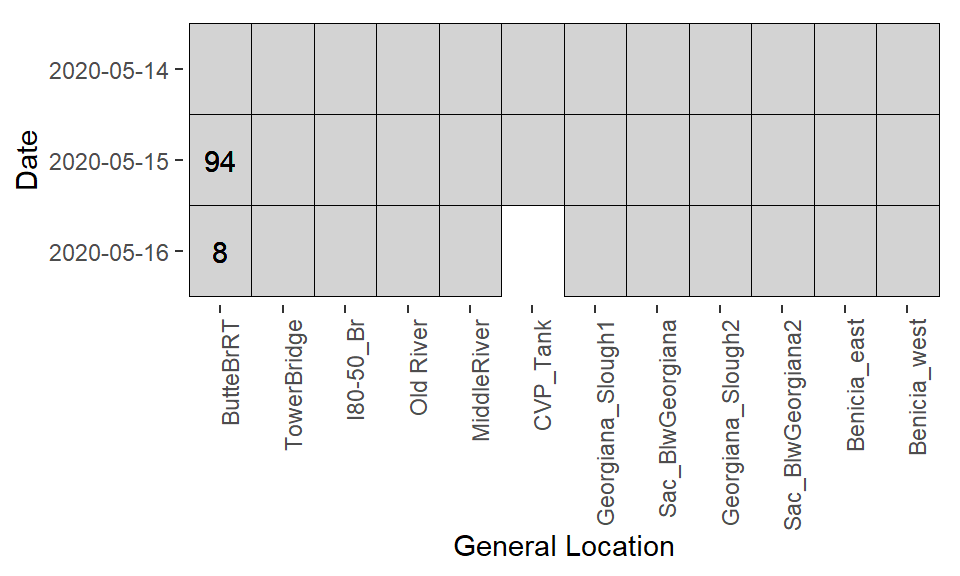 Date
2020-05-14
2020-05-15
94
2020-05-16
8
ButteBrRT
TowerBridge
I80-50_Br
Old River
MiddleRiver
CVP_Tank
Georgiana_Slough1
Sac_BlwGeorgiana
Georgiana_Slough2
Sac_BlwGeorgiana2
Benicia_east
Benicia_west
General Location